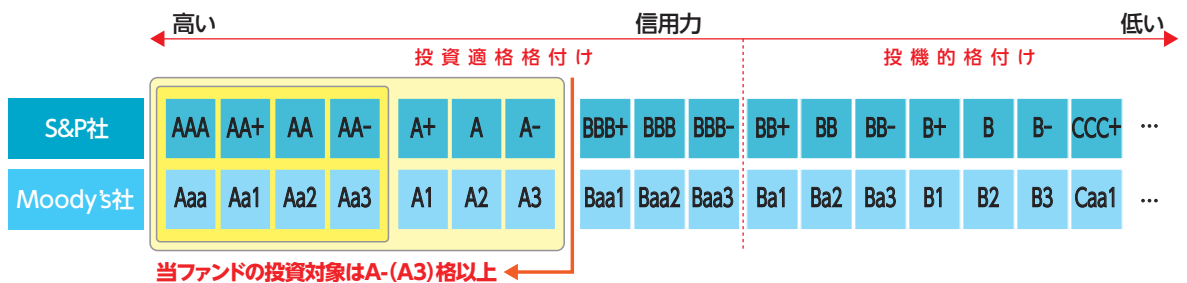 高い 信用力 低い
投資適格格付け 投機的格付け
S&P社 AAA AA+ AA AA- A+ A A- BBB+ BBB BBB- BB+ BB BB- B+ B B- CCC+ …
Moody's社 Aaa Aa1 Aa2 Aa3 A1 A2 A3 Baa1 Baa2 Baa3 Ba1 Ba2 Ba3 B1 B2 B3 Caa1 …
当ファンドの投資対象はA-(A3)格以上